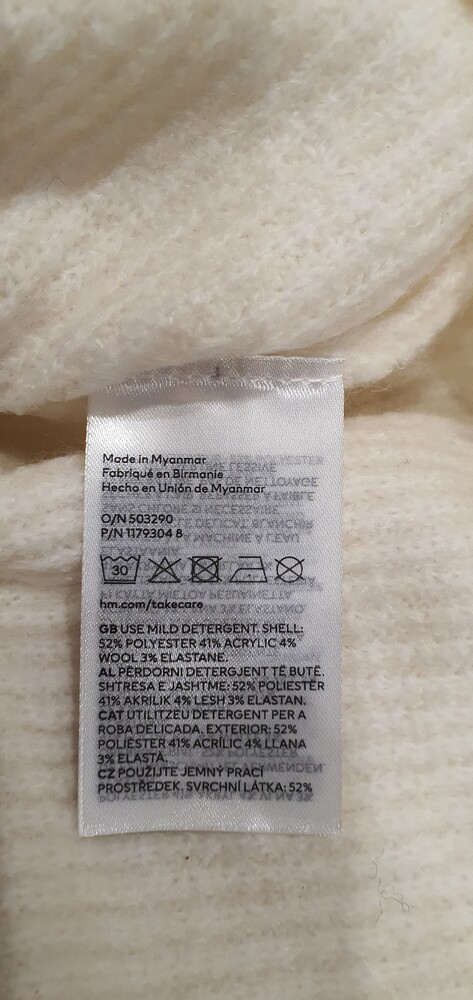 Made in Myanmar
Fabriqué en Birmanie
Hecho en Unión de Myanmar
O/N 503290
P/N 1179304 8
30
hm.com/takecare
GB USE MILD DETERGENT. SHELL:
52% POLYESTER 41% ACRYLIC 4%
WOOL 3% ELASTANE.
AL PËRDORNI DETERGJENT TË BUTË.
SHTRESA E JASHTME: 52% POLIESTËR
41% AKRILIK 4% LESH 3% ELASTAN.
CAT UTILITZEU DETERGENT PER A
ROBA DELICADA. EXTERIOR: 52%
POLIÈSTER 41% ACRÍLIC 4% LLANA
3% ELASTÀ.
CZ POUŽIJTE JEMNÝ PRACÍ
PROSTŘEDEK. SVRCHNÍ LÁTKA: 52%